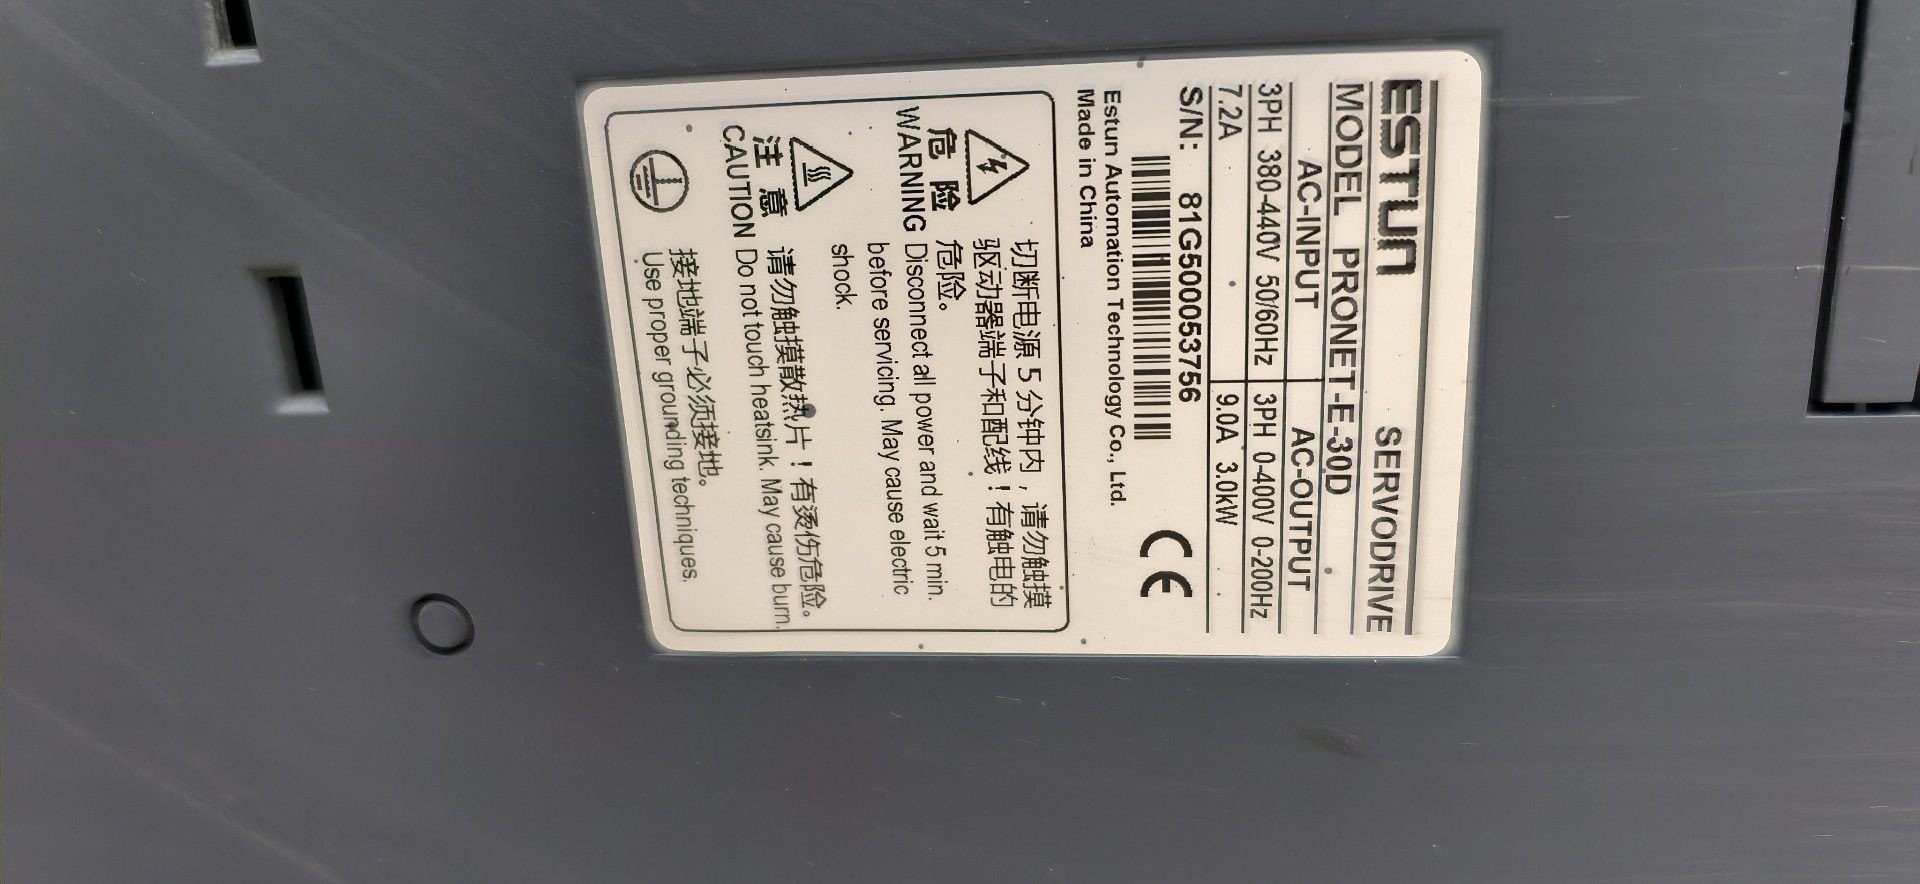 ESTUN SERVODRIVE
MODEL PRONET-E-30D
AC-INPUT AC-OUTPUT
3PH 380-440V 50/60Hz 3PH 0-400V 0-200Hz
7.2A 9.0A 3.0kW
S/N: 81G500053756
CE
Estun Automation Technology Co., Ltd.
Made in China
危 险
WARNING
切断电源 5 分钟内，请勿触摸
驱动器端子和配线！有触电的
危险。
Disconnect all power and wait 5 min.
before servicing. May cause electric
shock.
注 意
CAUTION
请勿触摸散热片！有烫伤危险。
Do not touch heatsink. May cause burn.
接地端子必须接地。
Use proper grounding techniques.